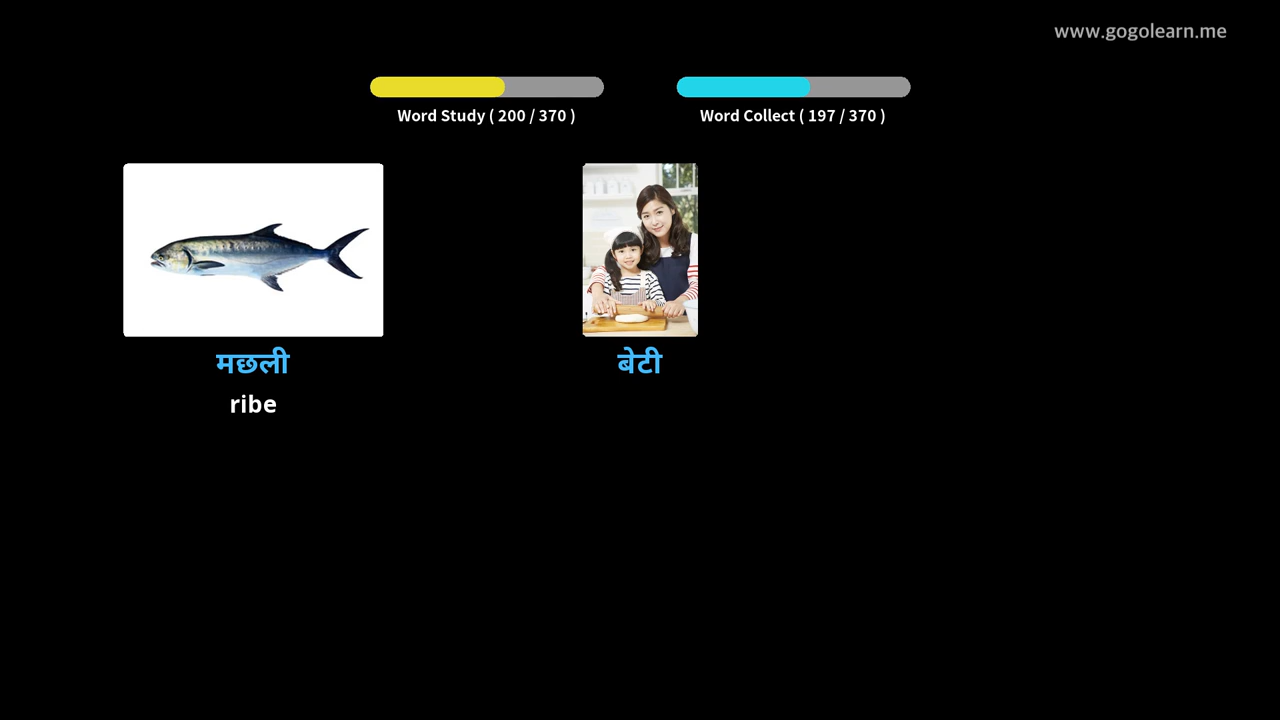 www.gogolearn.me
Word Study ( 200 / 370 )
Word Collect ( 197 / 370 )
मछली
बेटी
ribe